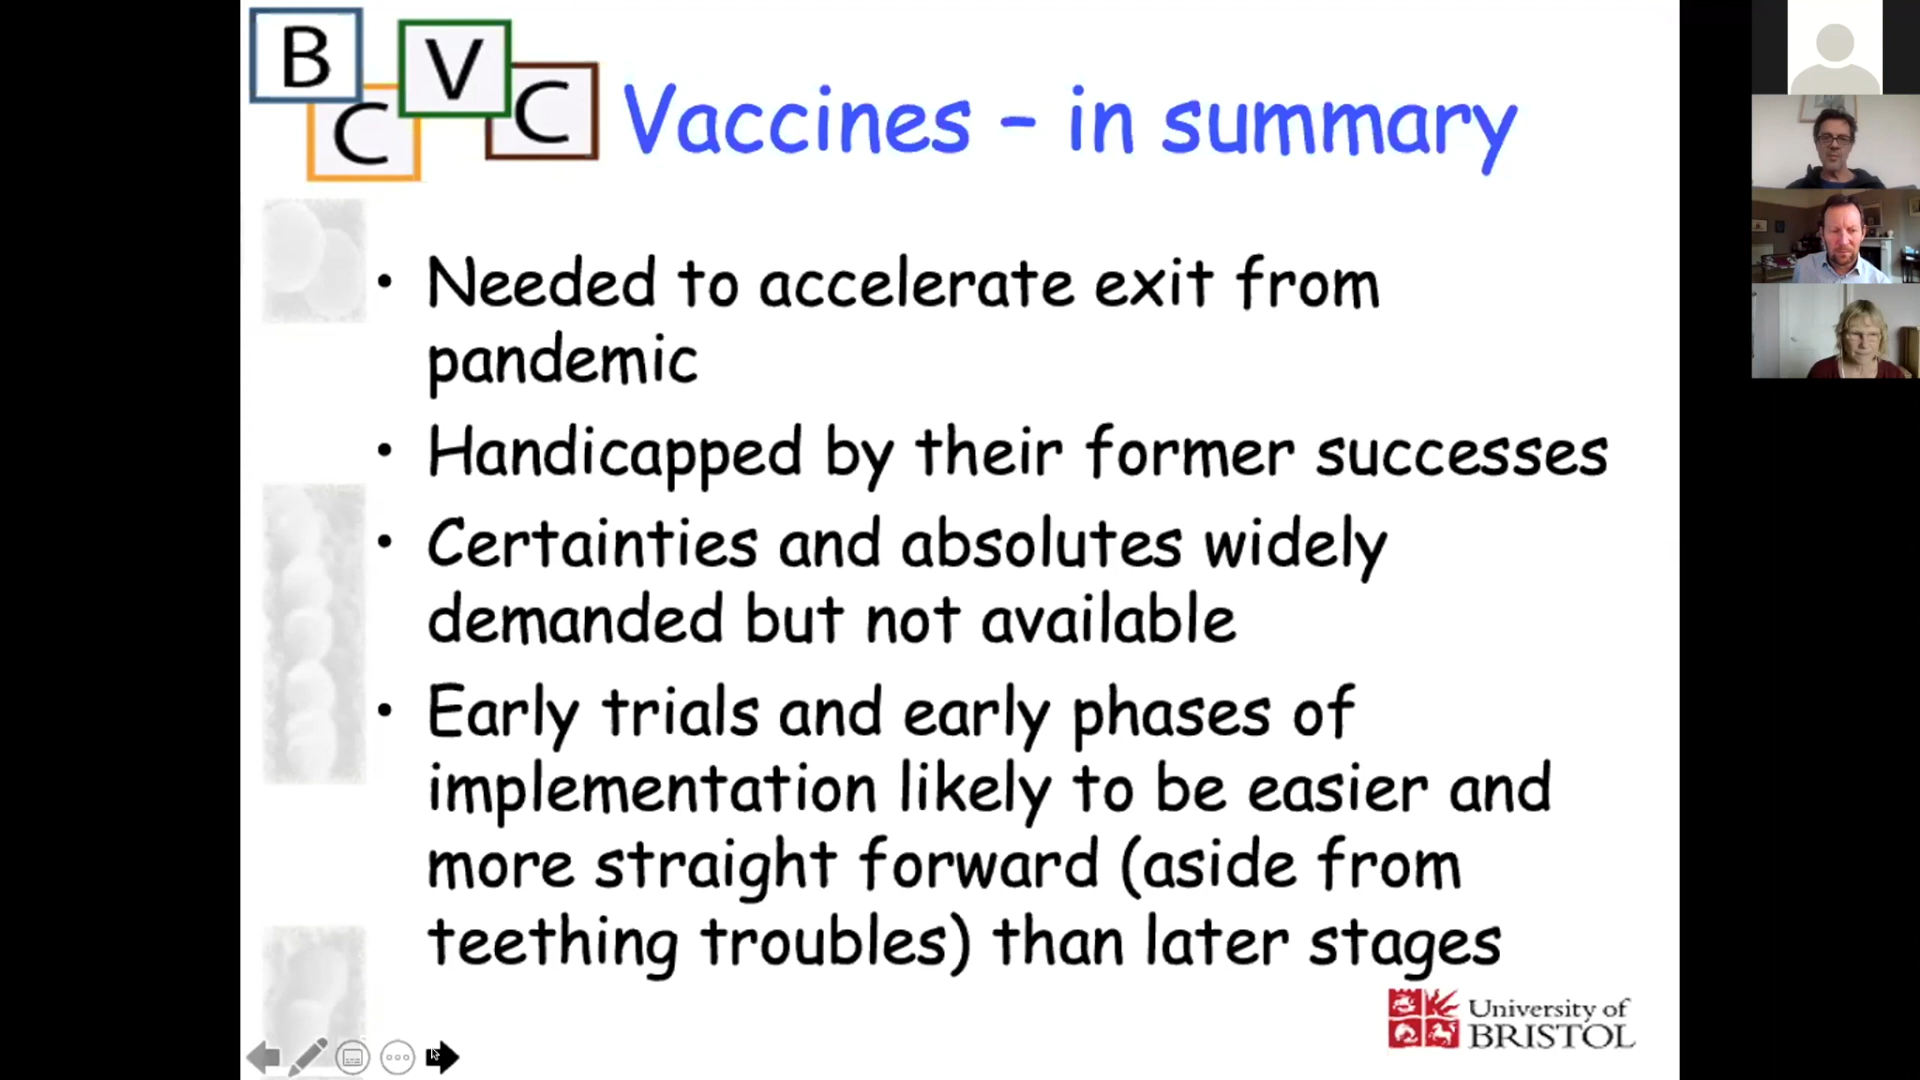 B
C
V
C
Vaccines – in summary
• Needed to accelerate exit from
pandemic
• Handicapped by their former successes
• Certainties and absolutes widely
demanded but not available
• Early trials and early phases of
implementation likely to be easier and
more straight forward (aside from
teething troubles) than later stages
University of
BRISTOL